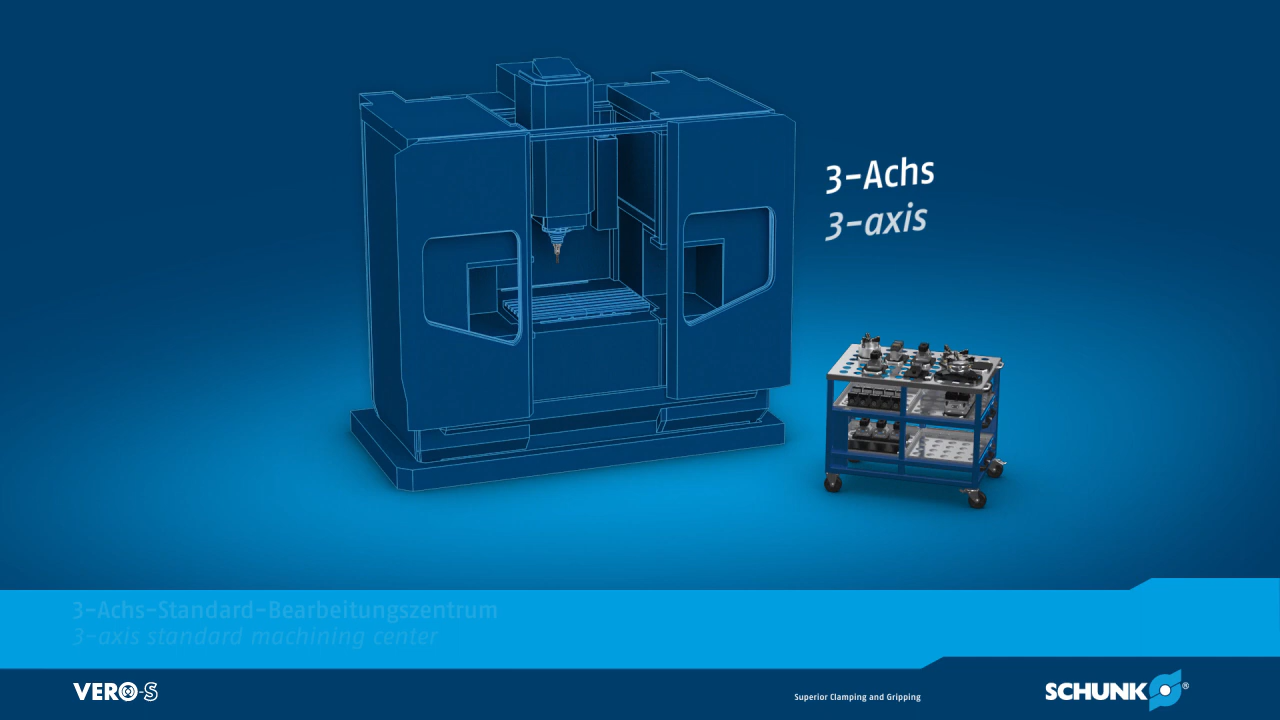 3-Achs
3-axis
3-Achs-Standard-Bearbeitungszentrum
3-axis standard machining center
VERO-S
Superior Clamping and Gripping
SCHUNK ®